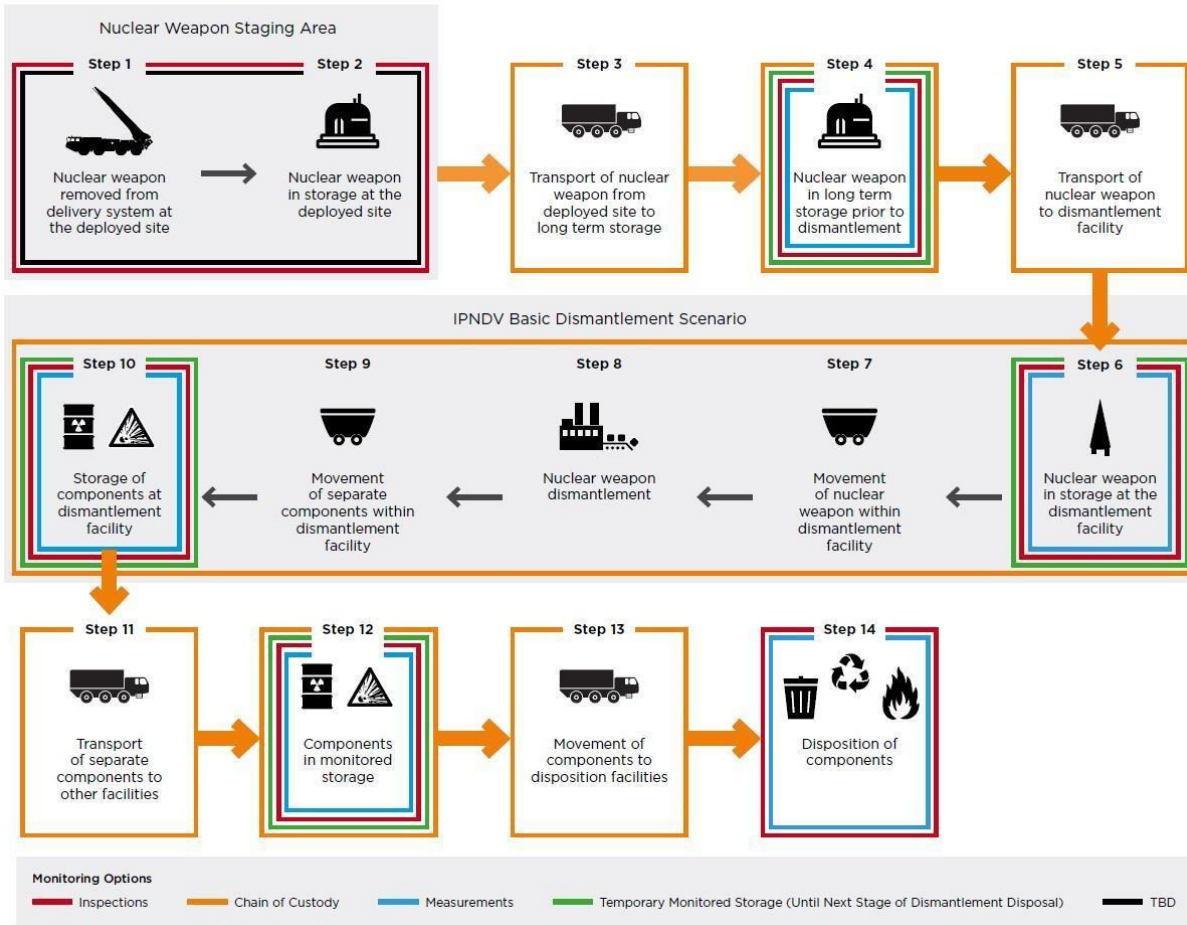 Nuclear Weapon Staging Area
Step 1
Nuclear weapon
removed from
delivery system at
the deployed site
Step 2
Nuclear weapon
in storage at the
deployed site
Step 3
Transport of nuclear
weapon from
deployed site to
long term storage
Step 4
Nuclear weapon
in long term
storage prior to
dismantlement
Step 5
Transport of
nuclear weapon
to dismantlement
facility
IPNDV Basic Dismantlement Scenario
Step 10
Storage of
components at
dismantlement
facility
Step 9
Movement
of separate
components within
dismantlement
facility
Step 8
Nuclear weapon
dismantlement
Step 7
Movement
of nuclear
weapon within
dismantlement
facility
Step 6
Nuclear weapon
in storage at the
dismantlement
facility
Step 11
Transport
of separate
components to
other facilities
Step 12
Components
in monitored
storage
Step 13
Movement of
components to
disposition facilities
Step 14
Disposition of
components
Monitoring Options
Inspections
Chain of Custody
Measurements
Temporary Monitored Storage (Until Next Stage of Dismantlement Disposal)
TBD